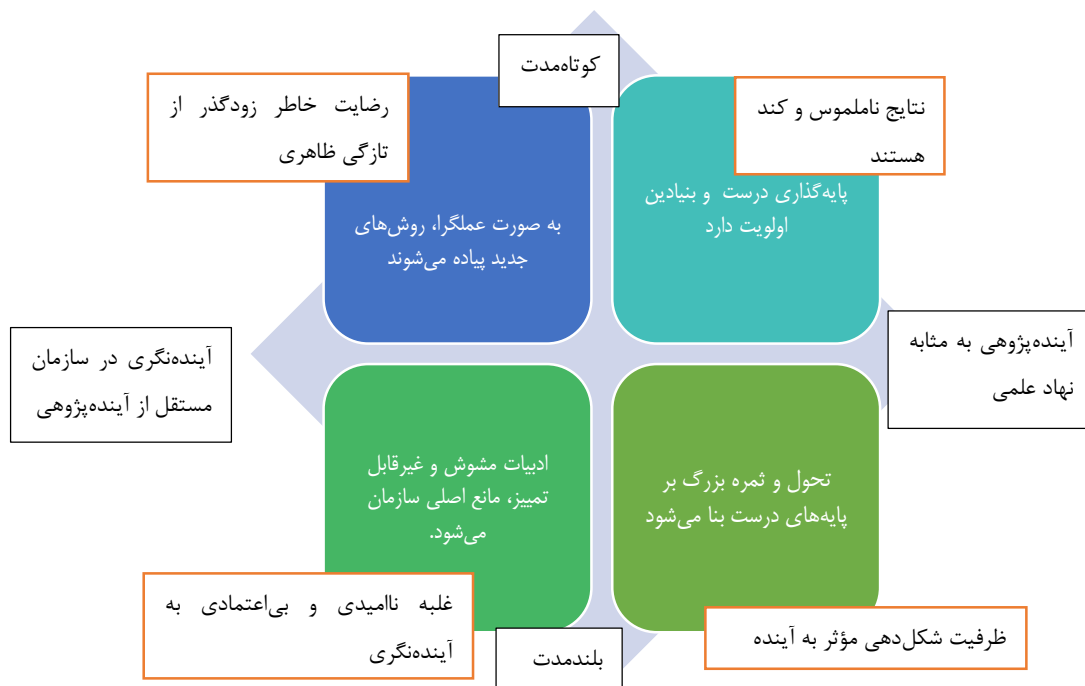 کوتاه‌مدت
نتایج ناملموس و کند
هستند
رضایت خاطر زودگذر از
تازگی ظاهری
پایه‌گذاری درست و بنیادین
اولویت دارد
به صورت عملگرا، روش‌های
جدید پیاده می‌شوند
آینده‌پژوهی به مثابه
نهاد علمی
آینده‌نگری در سازمان
مستقل از آینده‌پژوهی
تحول و ثمره بزرگ بر
پایه‌های درست بنا می‌شود
ادبیات مشوش و غیرقابل
تمییز، مانع اصلی سازمان
می‌شود.
ظرفیت شکل‌دهی مؤثر به آینده
غلبه ناامیدی و بی‌اعتمادی به
آینده‌نگری
بلندمدت